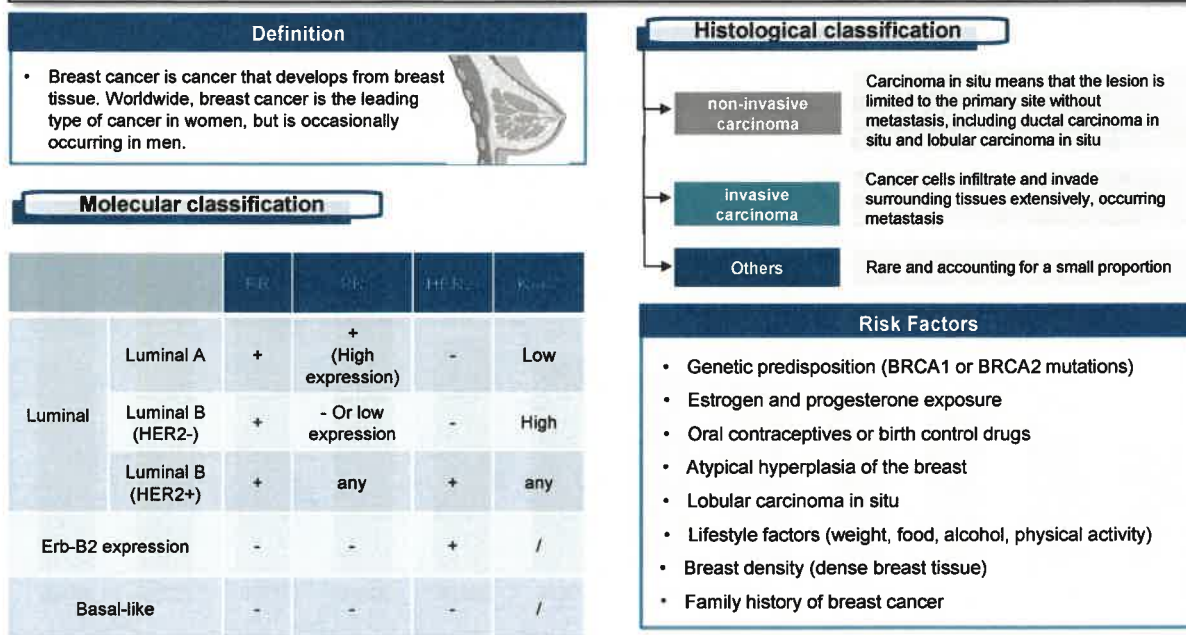 Definition
• Breast cancer is cancer that develops from breast
tissue. Worldwide, breast cancer is the leading
type of cancer in women, but is occasionally
occurring in men.
Molecular classification
ER PR HER2
Luminal
Luminal A + + (High expression) - Low
Luminal B (HER2-) + - Or low expression - High
Luminal B (HER2+) + any + any
Erb-B2 expression - - + /
Basal-like - - - /
Histological classification
non-invasive
carcinoma
Carcinoma in situ means that the lesion is
limited to the primary site without
metastasis, including ductal carcinoma in
situ and lobular carcinoma in situ
invasive
carcinoma
Cancer cells infiltrate and invade
surrounding tissues extensively, occurring
metastasis
Others
Rare and accounting for a small proportion
Risk Factors
• Genetic predisposition (BRCA1 or BRCA2 mutations)
• Estrogen and progesterone exposure
• Oral contraceptives or birth control drugs
• Atypical hyperplasia of the breast
• Lobular carcinoma in situ
• Lifestyle factors (weight, food, alcohol, physical activity)
• Breast density (dense breast tissue)
• Family history of breast cancer